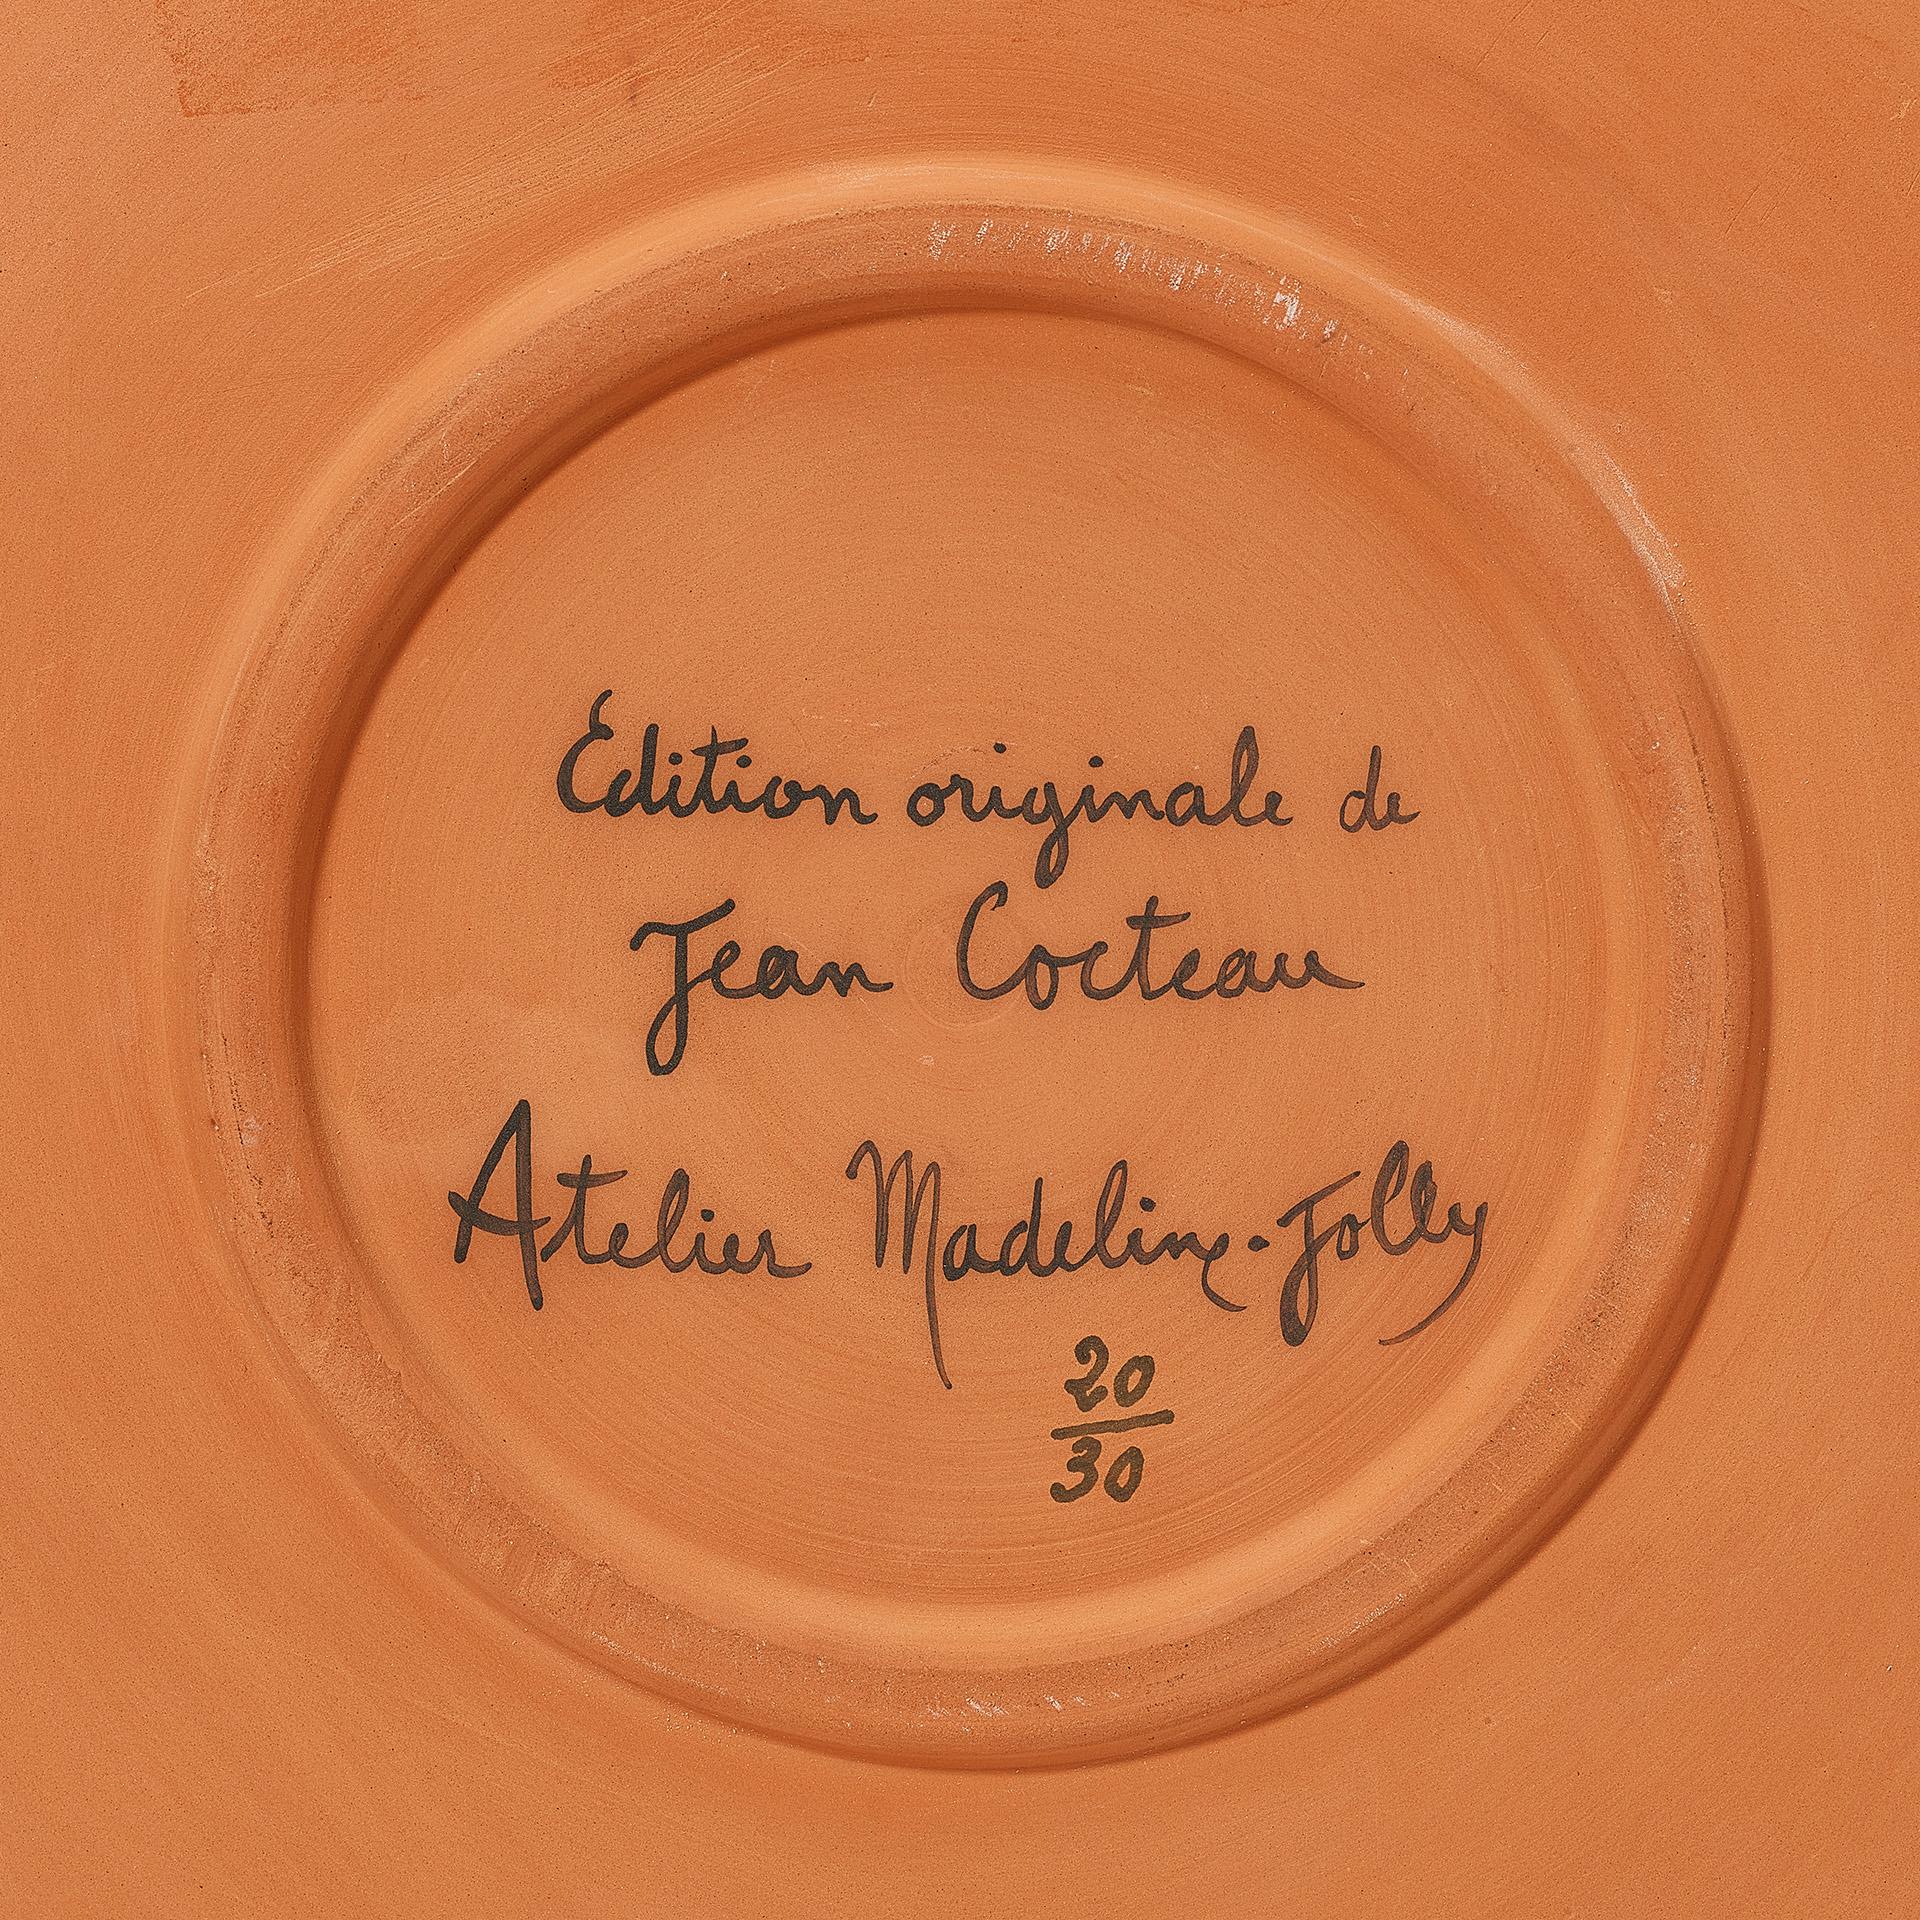 Édition originale de
Jean Cocteau
Atelier Madeline-Jolly
20
30